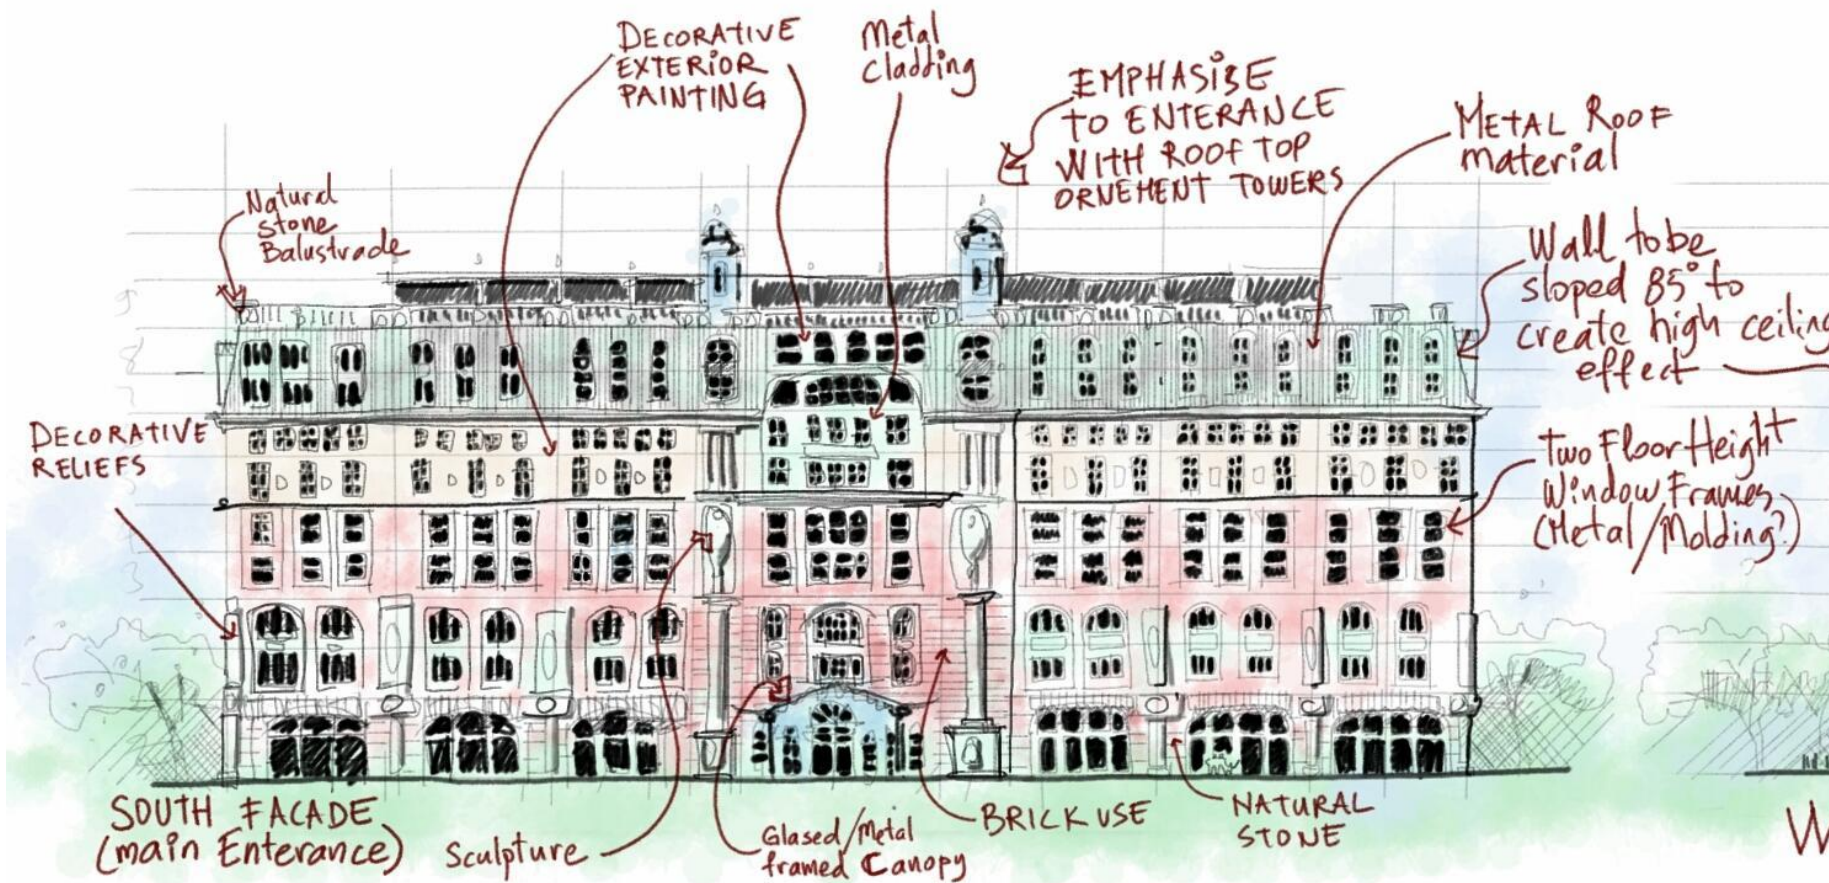 DECORATIVE
EXTERIOR
PAINTING
Metal
cladding
EMPHASISE
TO ENTERANCE
WITH ROOF TOP
ORNEMENT TOWERS
METAL ROOF
material
Natural
stone
Balustrade
Wall to be
sloped 85° to
create high ceiling
effect
DECORATIVE
RELIEFS
Two Floor Height
Window Frames
(Metal/Molding?)
SOUTH FACADE
(main Enterance)
Sculpture
Glased/Metal
framed Canopy
BRICK USE
NATURAL
STONE
W